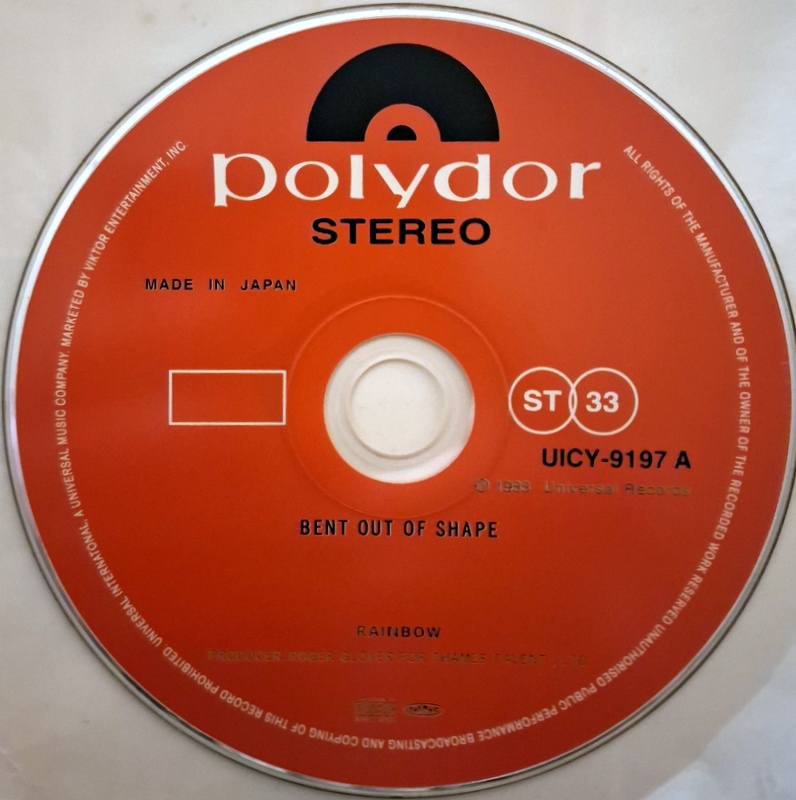 polydor
STEREO
MADE IN JAPAN
ST 33
UICY-9197 A
℗ 1983 Universal Records
BENT OUT OF SHAPE
RAINBOW
PRODUCER ROGER GLOVER FOR THAMES TALENT, LTD.
ALL RIGHTS OF THE MANUFACTURER AND OF THE OWNER OF THE RECORDED WORK RESERVED UNAUTHORISED PUBLIC PERFORMANCE BROADCASTING AND COPYING OF THIS RECORD PROHIBITED UNIVERSAL INTERNATONAL, A UNIVERSAL MUSIC COMPANY. MARKETED BY VIKTOR ENTERTAINMENT, INC.